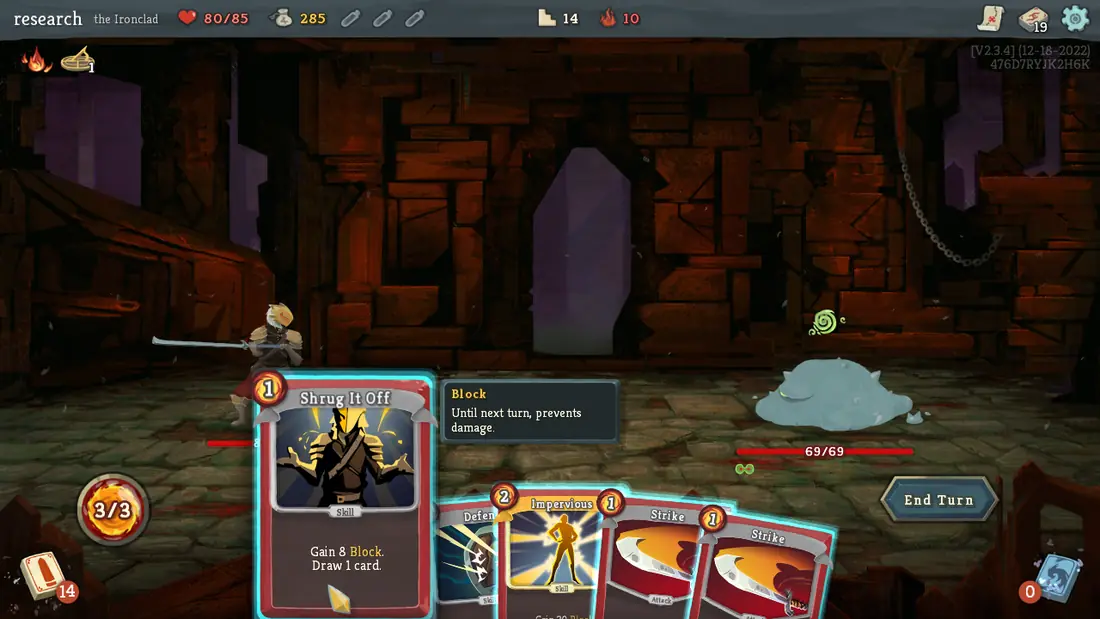 research the Ironclad 80/85 285 14 10 19
[V2.3.4] (12-18-2022)
476D7RYJK2H6K
1
69/69
3/3
1
Shrug It Off
Skill
Gain 8 Block.
Draw 1 card.
Block
Until next turn, prevents
damage.
2
Impervious
Skill
1
Strike
Attack
1
Strike
End Turn
14
0